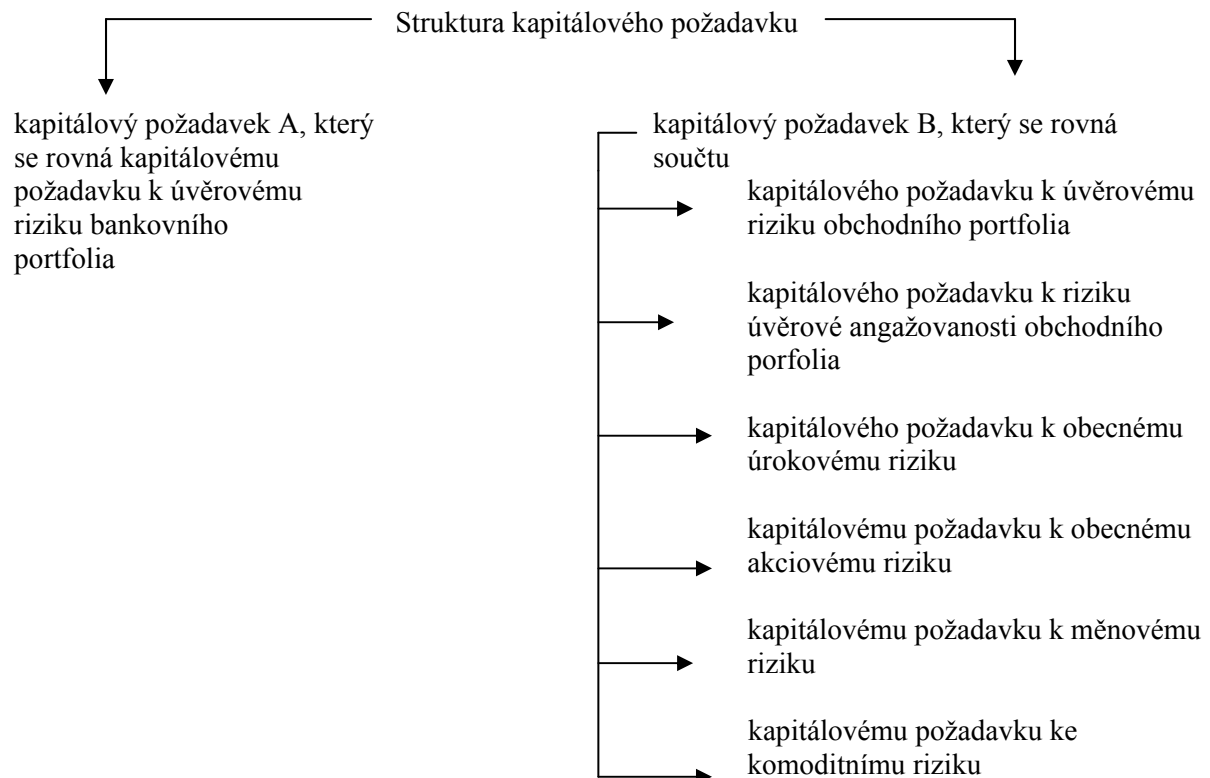 Struktura kapitálového požadavku
kapitálový požadavek A, který
se rovná kapitálovému
požadavku k úvěrovému
riziku bankovního
portfolia
kapitálový požadavek B, který se rovná
součtu
kapitálového požadavku k úvěrovému
riziku obchodního portfolia
kapitálového požadavku k riziku
úvěrové angažovanosti obchodního
porfolia
kapitálového požadavku k obecnému
úrokovému riziku
kapitálovému požadavku k obecnému
akciovému riziku
kapitálovému požadavku k měnovému
riziku
kapitálovému požadavku ke
komoditnímu riziku